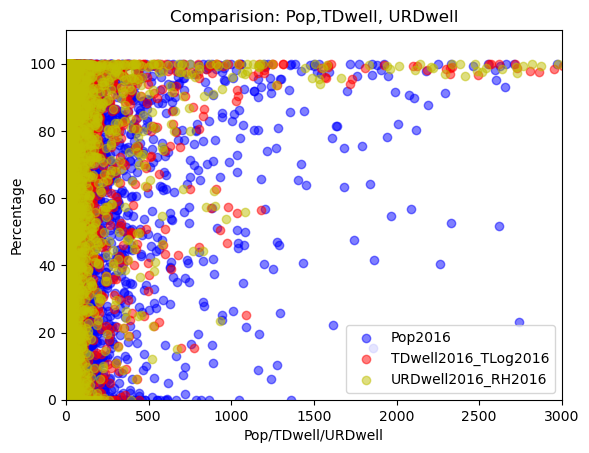 Comparision: Pop,TDwell, URDwell
Percentage
100
80
60
40
20
0
0 500 1000 1500 2000 2500 3000
Pop/TDwell/URDwell
Pop2016
TDwell2016_TLog2016
URDwell2016_RH2016